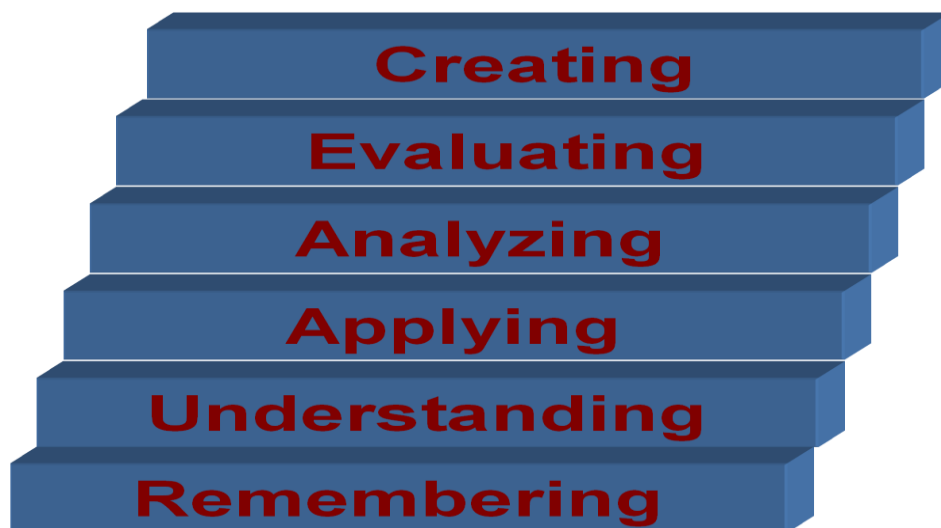 Creating
Evaluating
Analyzing
Applying
Understanding
Remembering